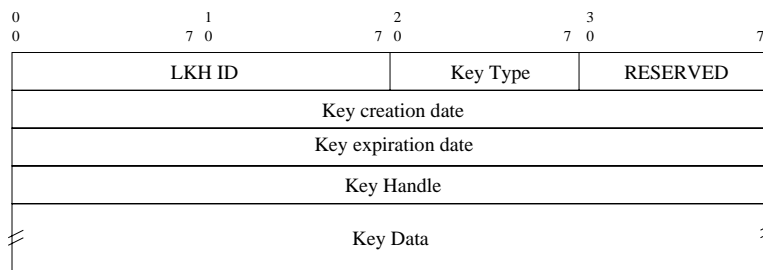 0 1 2 3
0 7 0 7 0 7 0 7
LKH ID Key Type RESERVED
Key creation date
Key expiration date
Key Handle
Key Data